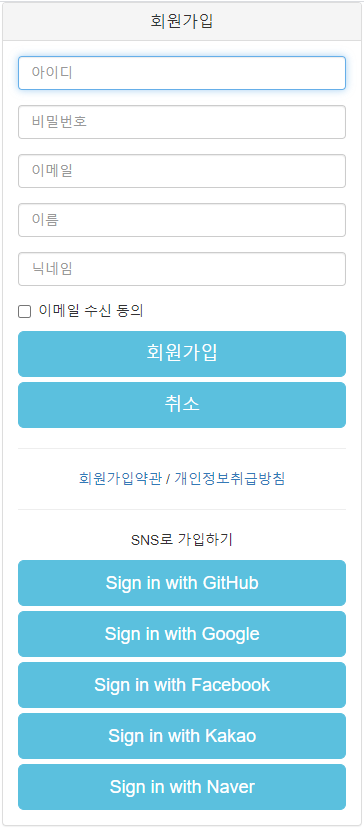 회원가입
아이디
비밀번호
이메일
이름
닉네임
이메일 수신 동의
회원가입
취소
회원가입약관 / 개인정보취급방침
SNS로 가입하기
Sign in with GitHub
Sign in with Google
Sign in with Facebook
Sign in with Kakao
Sign in with Naver